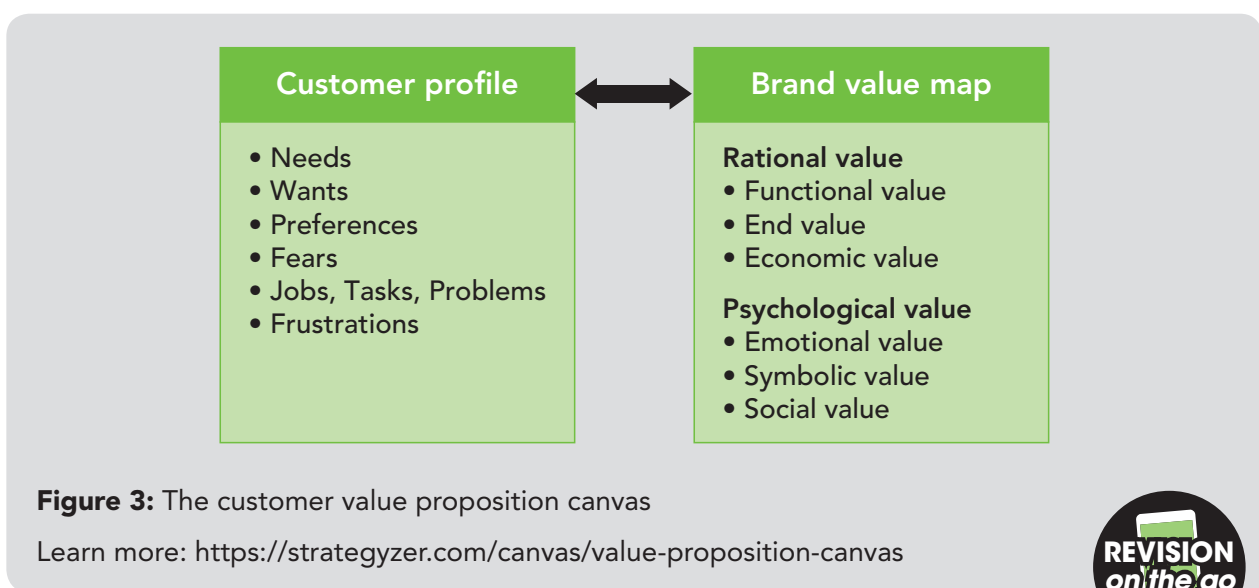 Customer profile
• Needs
• Wants
• Preferences
• Fears
• Jobs, Tasks, Problems
• Frustrations
Brand value map
Rational value
• Functional value
• End value
• Economic value
Psychological value
• Emotional value
• Symbolic value
• Social value
Figure 3: The customer value proposition canvas
Learn more: https://strategyzer.com/canvas/value-proposition-canvas
REVISION
on the go